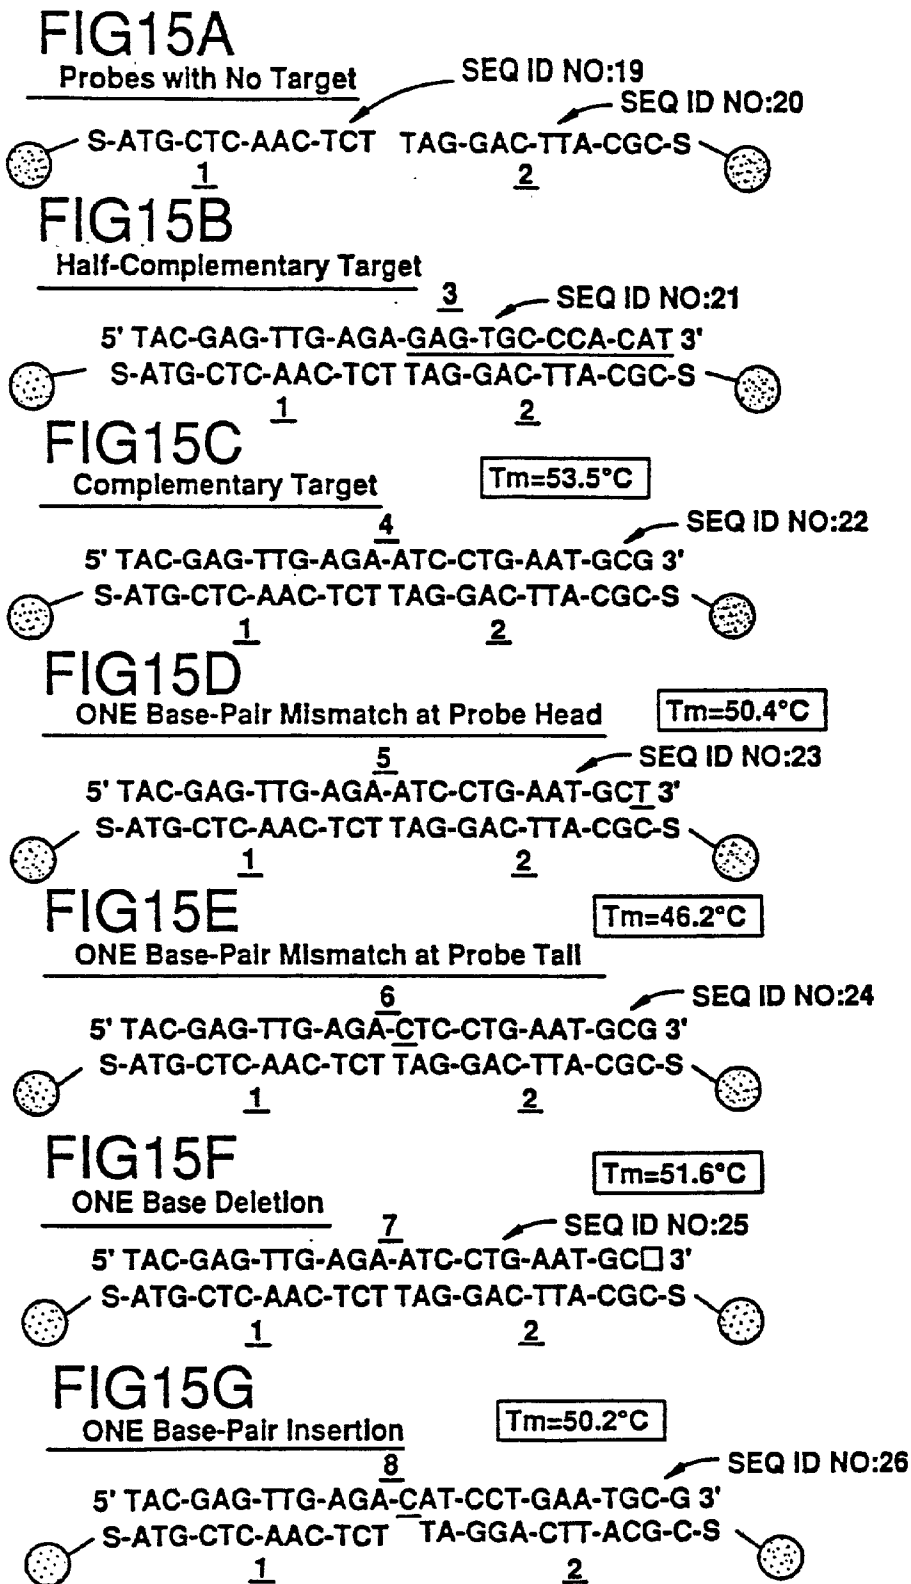 FIG15A
Probes with No Target
SEQ ID NO:19
SEQ ID NO:20
S-ATG-CTC-AAC-TCT TAG-GAC-TTA-CGC-S
1 2
FIG15B
Half-Complementary Target
3
SEQ ID NO:21
5' TAC-GAG-TTG-AGA-GAG-TGC-CCA-CAT 3'
S-ATG-CTC-AAC-TCT TAG-GAC-TTA-CGC-S
1 2
FIG15C
Complementary Target
Tm=53.5°C
4
SEQ ID NO:22
5' TAC-GAG-TTG-AGA-ATC-CTG-AAT-GCG 3'
S-ATG-CTC-AAC-TCT TAG-GAC-TTA-CGC-S
1 2
FIG15D
ONE Base-Pair Mismatch at Probe Head
Tm=50.4°C
5
SEQ ID NO:23
5' TAC-GAG-TTG-AGA-ATC-CTG-AAT-GCT 3'
S-ATG-CTC-AAC-TCT TAG-GAC-TTA-CGC-S
1 2
FIG15E
ONE Base-Pair Mismatch at Probe Tail
Tm=46.2°C
6
SEQ ID NO:24
5' TAC-GAG-TTG-AGA-CTC-CTG-AAT-GCG 3'
S-ATG-CTC-AAC-TCT TAG-GAC-TTA-CGC-S
1 2
FIG15F
ONE Base Deletion
Tm=51.6°C
7
SEQ ID NO:25
5' TAC-GAG-TTG-AGA-ATC-CTG-AAT-GC□ 3'
S-ATG-CTC-AAC-TCT TAG-GAC-TTA-CGC-S
1 2
FIG15G
ONE Base-Pair Insertion
Tm=50.2°C
8
SEQ ID NO:26
5' TAC-GAG-TTG-AGA-CAT-CCT-GAA-TGC-G 3'
S-ATG-CTC-AAC-TCT TA-GGA-CTT-ACG-C-S
1 2